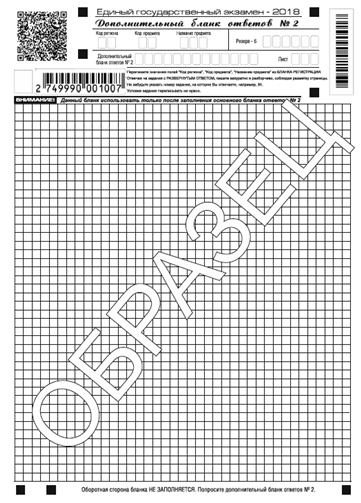 Единый государственный экзамен - 2018
Дополнительный бланк ответов № 2
Код региона Код предмета Название предмета
Резерв - 6
Дополнительный
бланк ответов № 2
Лист
Перепишите значения полей "Код региона", "Код предмета", "Название предмета" из БЛАНКА РЕГИСТРАЦИИ.
Отвечая на задания с РАЗВЕРНУТЫМ ОТВЕТОМ, пишите аккуратно и разборчиво, соблюдая разметку страницы.
Не забудьте указать номер задания, на которое Вы отвечаете, например, 31.
Условия задания переписывать не нужно.
2 749990 001007
ВНИМАНИЕ! Данный бланк использовать только после заполнения основного бланка ответов № 2
ОБРАЗЕЦ
Оборотная сторона бланка НЕ ЗАПОЛНЯЕТСЯ. Попросите дополнительный бланк ответов № 2.